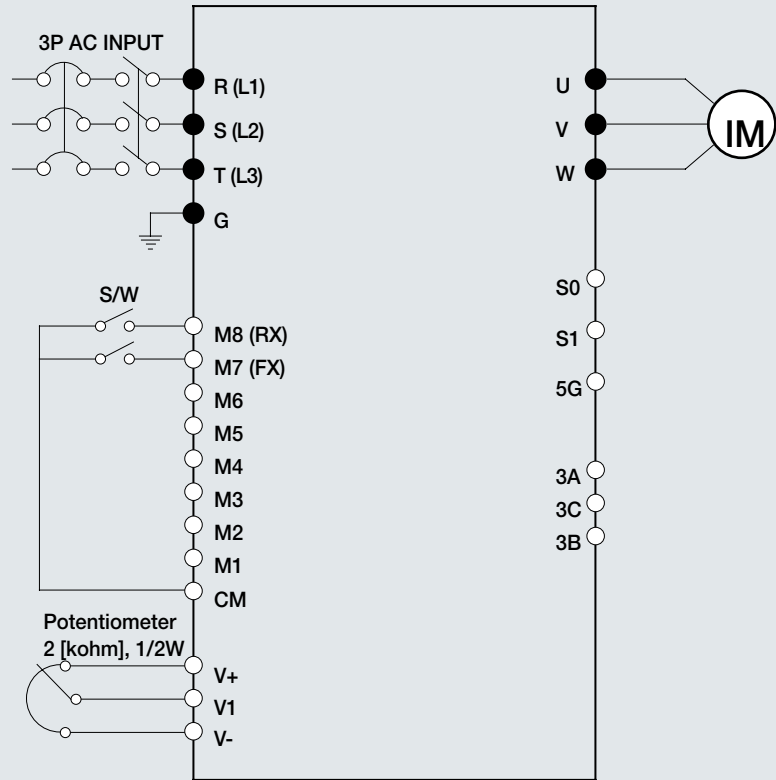 3P AC INPUT
R (L1)
S (L2)
T (L3)
G
S/W
M8 (RX)
M7 (FX)
M6
M5
M4
M3
M2
M1
CM
Potentiometer
2 [kohm], 1/2W
V+
V1
V-
U
V
W
IM
S0
S1
5G
3A
3C
3B